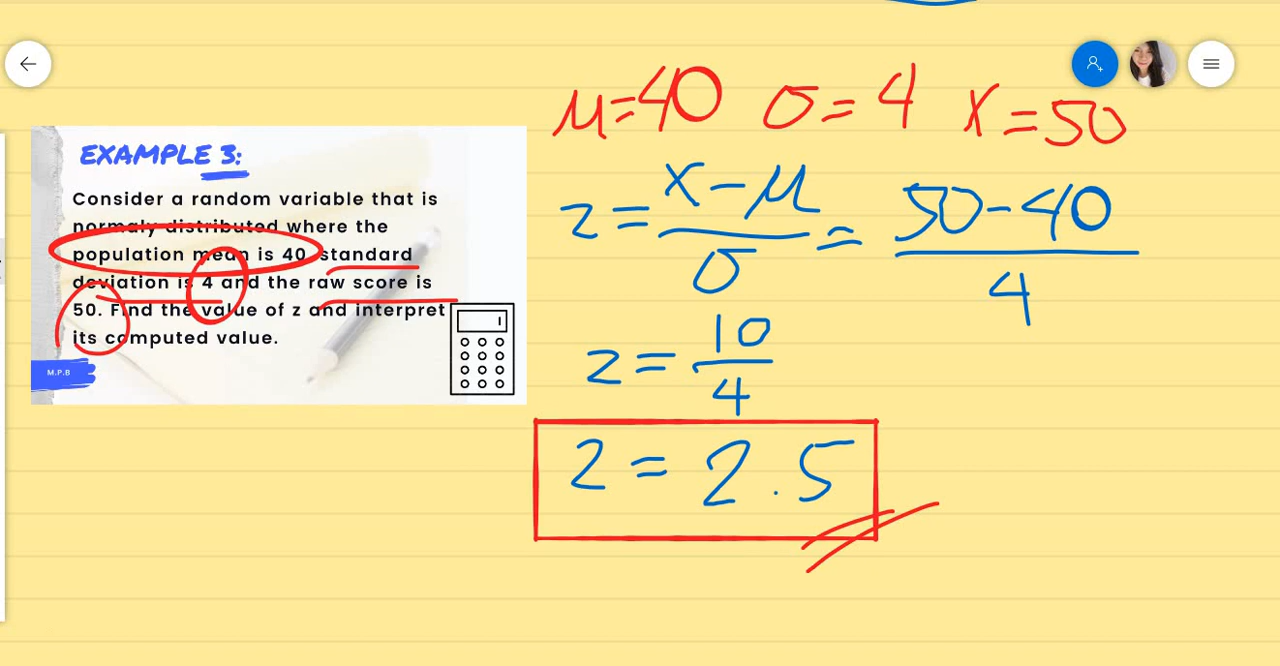 EXAMPLE 3:
Consider a random variable that is
normaly distributed where the
population mean is 40, standard
deviation is 4 and the raw score is
50. Find the value of z and interpret
its computed value.
M.P.B
μ=40 σ=4 x=50
z=x-μ/σ=50-40/4
z=10/4
z=2.5